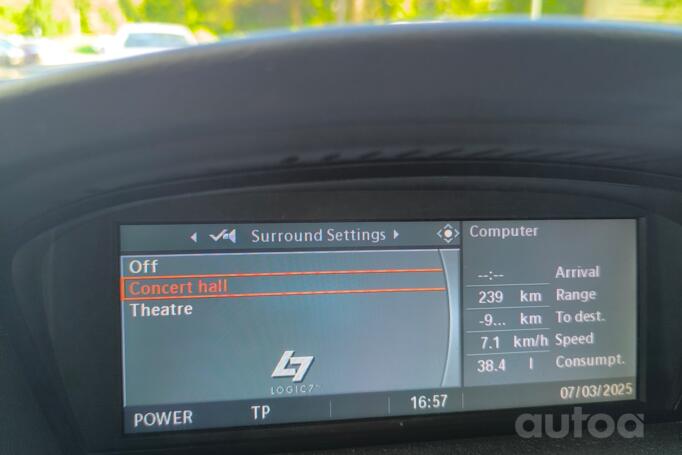 Surround Settings
Off
Concert hall
Theatre
LOGIC7
POWER TP 16:57
Computer
--:-- Arrival
239 km Range
-9... km To dest.
7.1 km/h Speed
38.4 l Consumpt.
07/03/2025
autoa